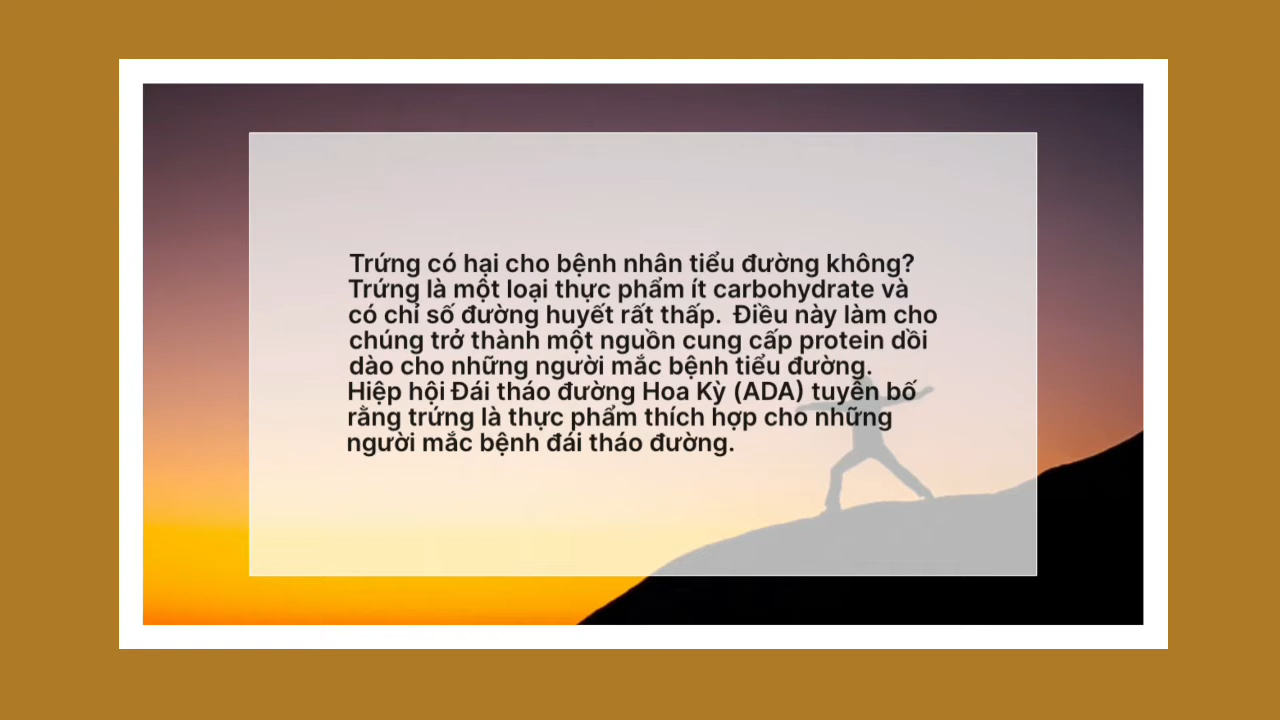 Trứng có hại cho bệnh nhân tiểu đường không?
Trứng là một loại thực phẩm ít carbohydrate và
có chỉ số đường huyết rất thấp. Điều này làm cho
chúng trở thành một nguồn cung cấp protein dồi
dào cho những người mắc bệnh tiểu đường.
Hiệp hội Đái tháo đường Hoa Kỳ (ADA) tuyên bố
rằng trứng là thực phẩm thích hợp cho những
người mắc bệnh đái tháo đường.